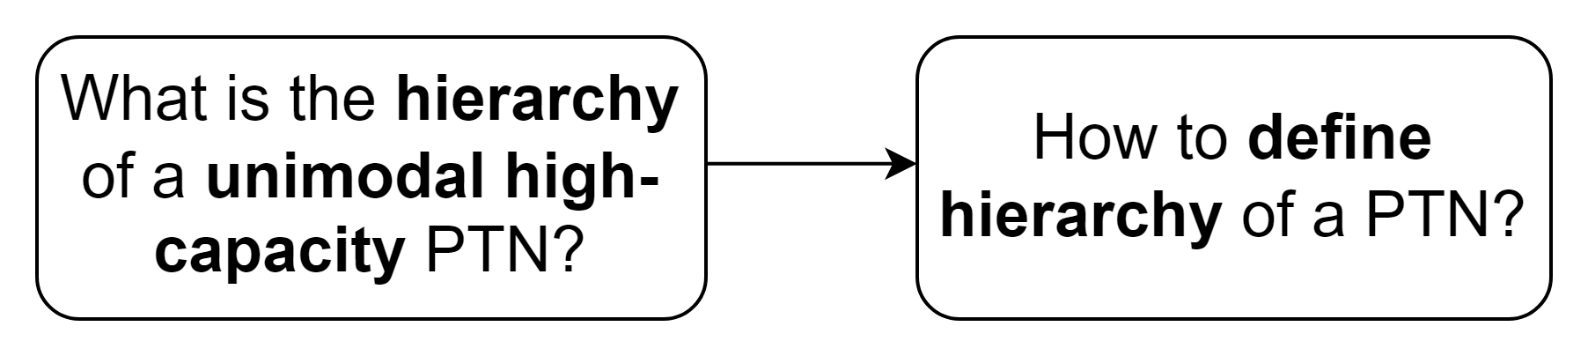 What is the hierarchy
of a unimodal high-
capacity PTN?
How to define
hierarchy of a PTN?